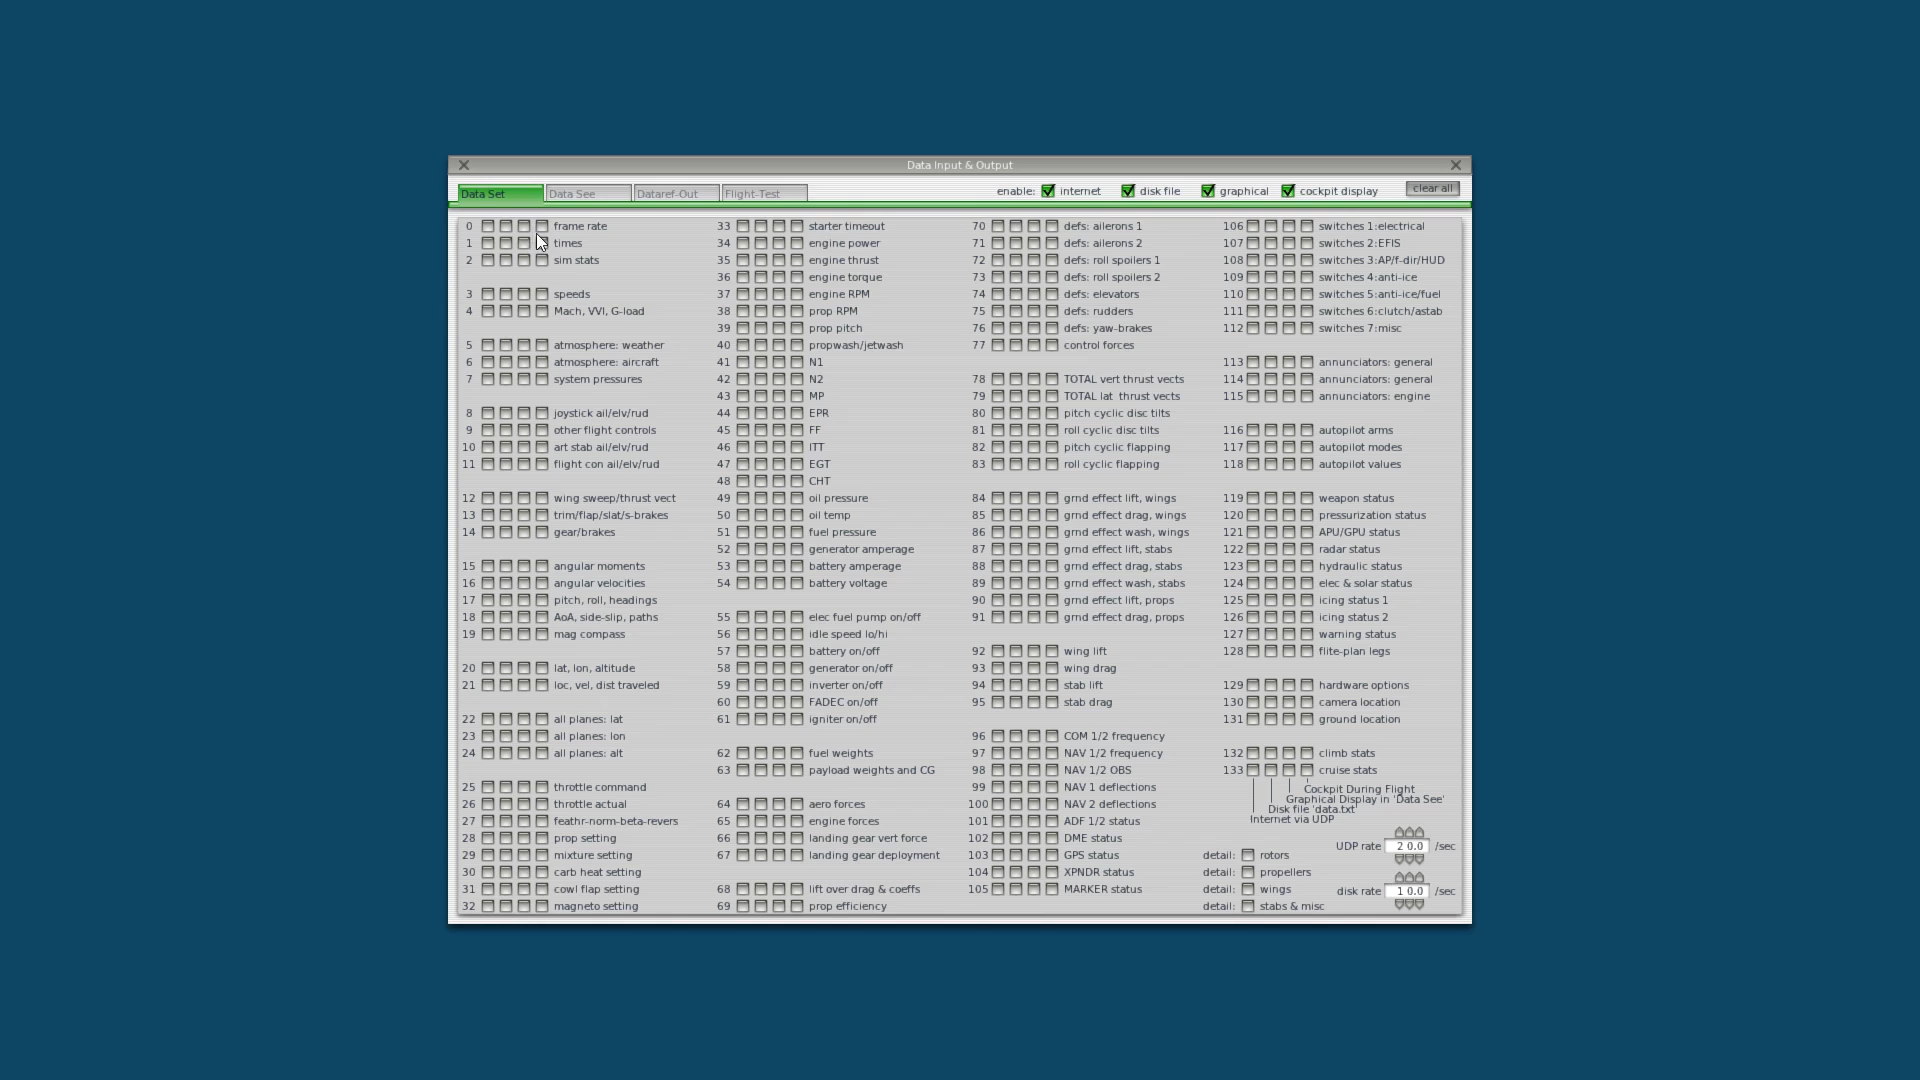 Data Input & Output
Data Set Data See Dataref-Out Flight-Test enable: internet disk file graphical cockpit display clear all
0 frame rate
1 times
2 sim stats
3 speeds
4 Mach, VVI, G-load
5 atmosphere: weather
6 atmosphere: aircraft
7 system pressures
8 joystick ail/elv/rud
9 other flight controls
10 art stab ail/elv/rud
11 flight con ail/elv/rud
12 wing sweep/thrust vect
13 trim/flap/slat/s-brakes
14 gear/brakes
15 angular moments
16 angular velocities
17 pitch, roll, headings
18 AoA, side-slip, paths
19 mag compass
20 lat, lon, altitude
21 loc, vel, dist traveled
22 all planes: lat
23 all planes: lon
24 all planes: alt
25 throttle command
26 throttle actual
27 feathr-norm-beta-revers
28 prop setting
29 mixture setting
30 carb heat setting
31 cowl flap setting
32 magneto setting
33 starter timeout
34 engine power
35 engine thrust
36 engine torque
37 engine RPM
38 prop RPM
39 prop pitch
40 propwash/jetwash
41 N1
42 N2
43 MP
44 EPR
45 FF
46 ITT
47 EGT
48 CHT
49 oil pressure
50 oil temp
51 fuel pressure
52 generator amperage
53 battery amperage
54 battery voltage
55 elec fuel pump on/off
56 idle speed lo/hi
57 battery on/off
58 generator on/off
59 inverter on/off
60 FADEC on/off
61 igniter on/off
62 fuel weights
63 payload weights and CG
64 aero forces
65 engine forces
66 landing gear vert force
67 landing gear deployment
68 lift over drag & coeffs
69 prop efficiency
70 defs: ailerons 1
71 defs: ailerons 2
72 defs: roll spoilers 1
73 defs: roll spoilers 2
74 defs: elevators
75 defs: rudders
76 defs: yaw-brakes
77 control forces
78 TOTAL vert thrust vects
79 TOTAL lat thrust vects
80 pitch cyclic disc tilts
81 roll cyclic disc tilts
82 pitch cyclic flapping
83 roll cyclic flapping
84 grnd effect lift, wings
85 grnd effect drag, wings
86 grnd effect wash, wings
87 grnd effect lift, stabs
88 grnd effect drag, stabs
89 grnd effect wash, stabs
90 grnd effect lift, props
91 grnd effect drag, props
92 wing lift
93 wing drag
94 stab lift
95 stab drag
96 COM 1/2 frequency
97 NAV 1/2 frequency
98 NAV 1/2 OBS
99 NAV 1 deflections
100 NAV 2 deflections
101 ADF 1/2 status
102 DME status
103 GPS status
104 XPNDR status
105 MARKER status
106 switches 1:electrical
107 switches 2:EFIS
108 switches 3:AP/f-dir/HUD
109 switches 4:anti-ice
110 switches 5:anti-ice/fuel
111 switches 6:clutch/astab
112 switches 7:misc
113 annunciators: general
114 annunciators: general
115 annunciators: engine
116 autopilot arms
117 autopilot modes
118 autopilot values
119 weapon status
120 pressurization status
121 APU/GPU status
122 radar status
123 hydraulic status
124 elec & solar status
125 icing status 1
126 icing status 2
127 warning status
128 flite-plan legs
129 hardware options
130 camera location
131 ground location
132 climb stats
133 cruise stats
Cockpit During Flight
Graphical Display in 'Data See'
Disk file 'data.txt'
Internet via UDP
UDP rate 2 0.0 /sec
detail: rotors
detail: propellers
detail: wings
disk rate 1 0.0 /sec
detail: stabs & misc